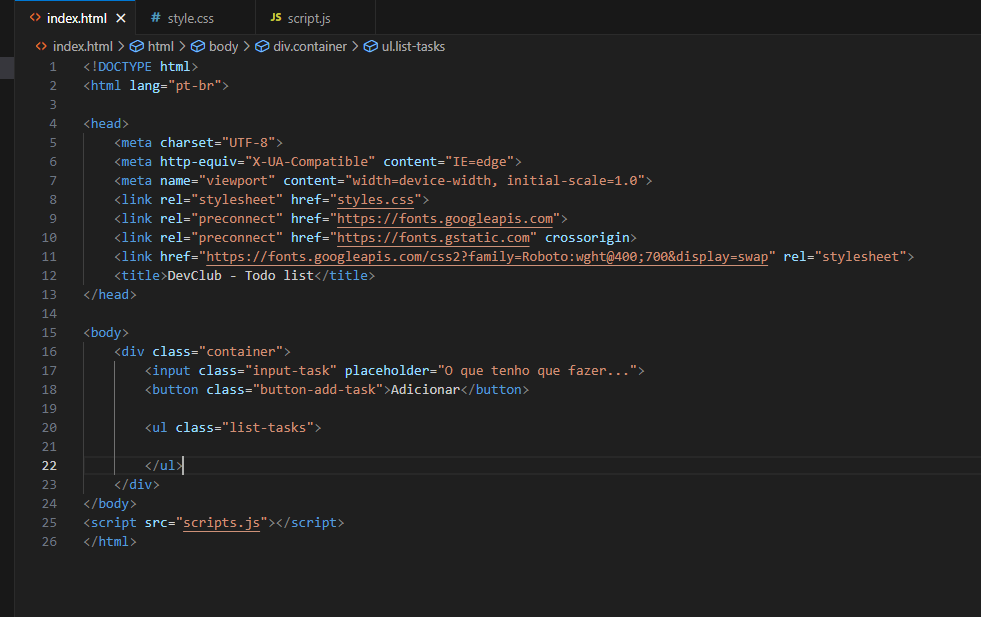 <> index.html × # style.css JS script.js
<> index.html > html > body > div.container > ul.list-tasks
1 <!DOCTYPE html>
2 <html lang="pt-br">
3
4 <head>
5 <meta charset="UTF-8">
6 <meta http-equiv="X-UA-Compatible" content="IE=edge">
7 <meta name="viewport" content="width=device-width, initial-scale=1.0">
8 <link rel="stylesheet" href="styles.css">
9 <link rel="preconnect" href="https://fonts.googleapis.com">
10 <link rel="preconnect" href="https://fonts.gstatic.com" crossorigin>
11 <link href="https://fonts.googleapis.com/css2?family=Roboto:wght@400;700&display=swap" rel="stylesheet">
12 <title>DevClub - Todo list</title>
13 </head>
14
15 <body>
16 <div class="container">
17 <input class="input-task" placeholder="O que tenho que fazer...">
18 <button class="button-add-task">Adicionar</button>
19
20 <ul class="list-tasks">
21
22 </ul>
23 </div>
24 </body>
25 <script src="scripts.js"></script>
26 </html>